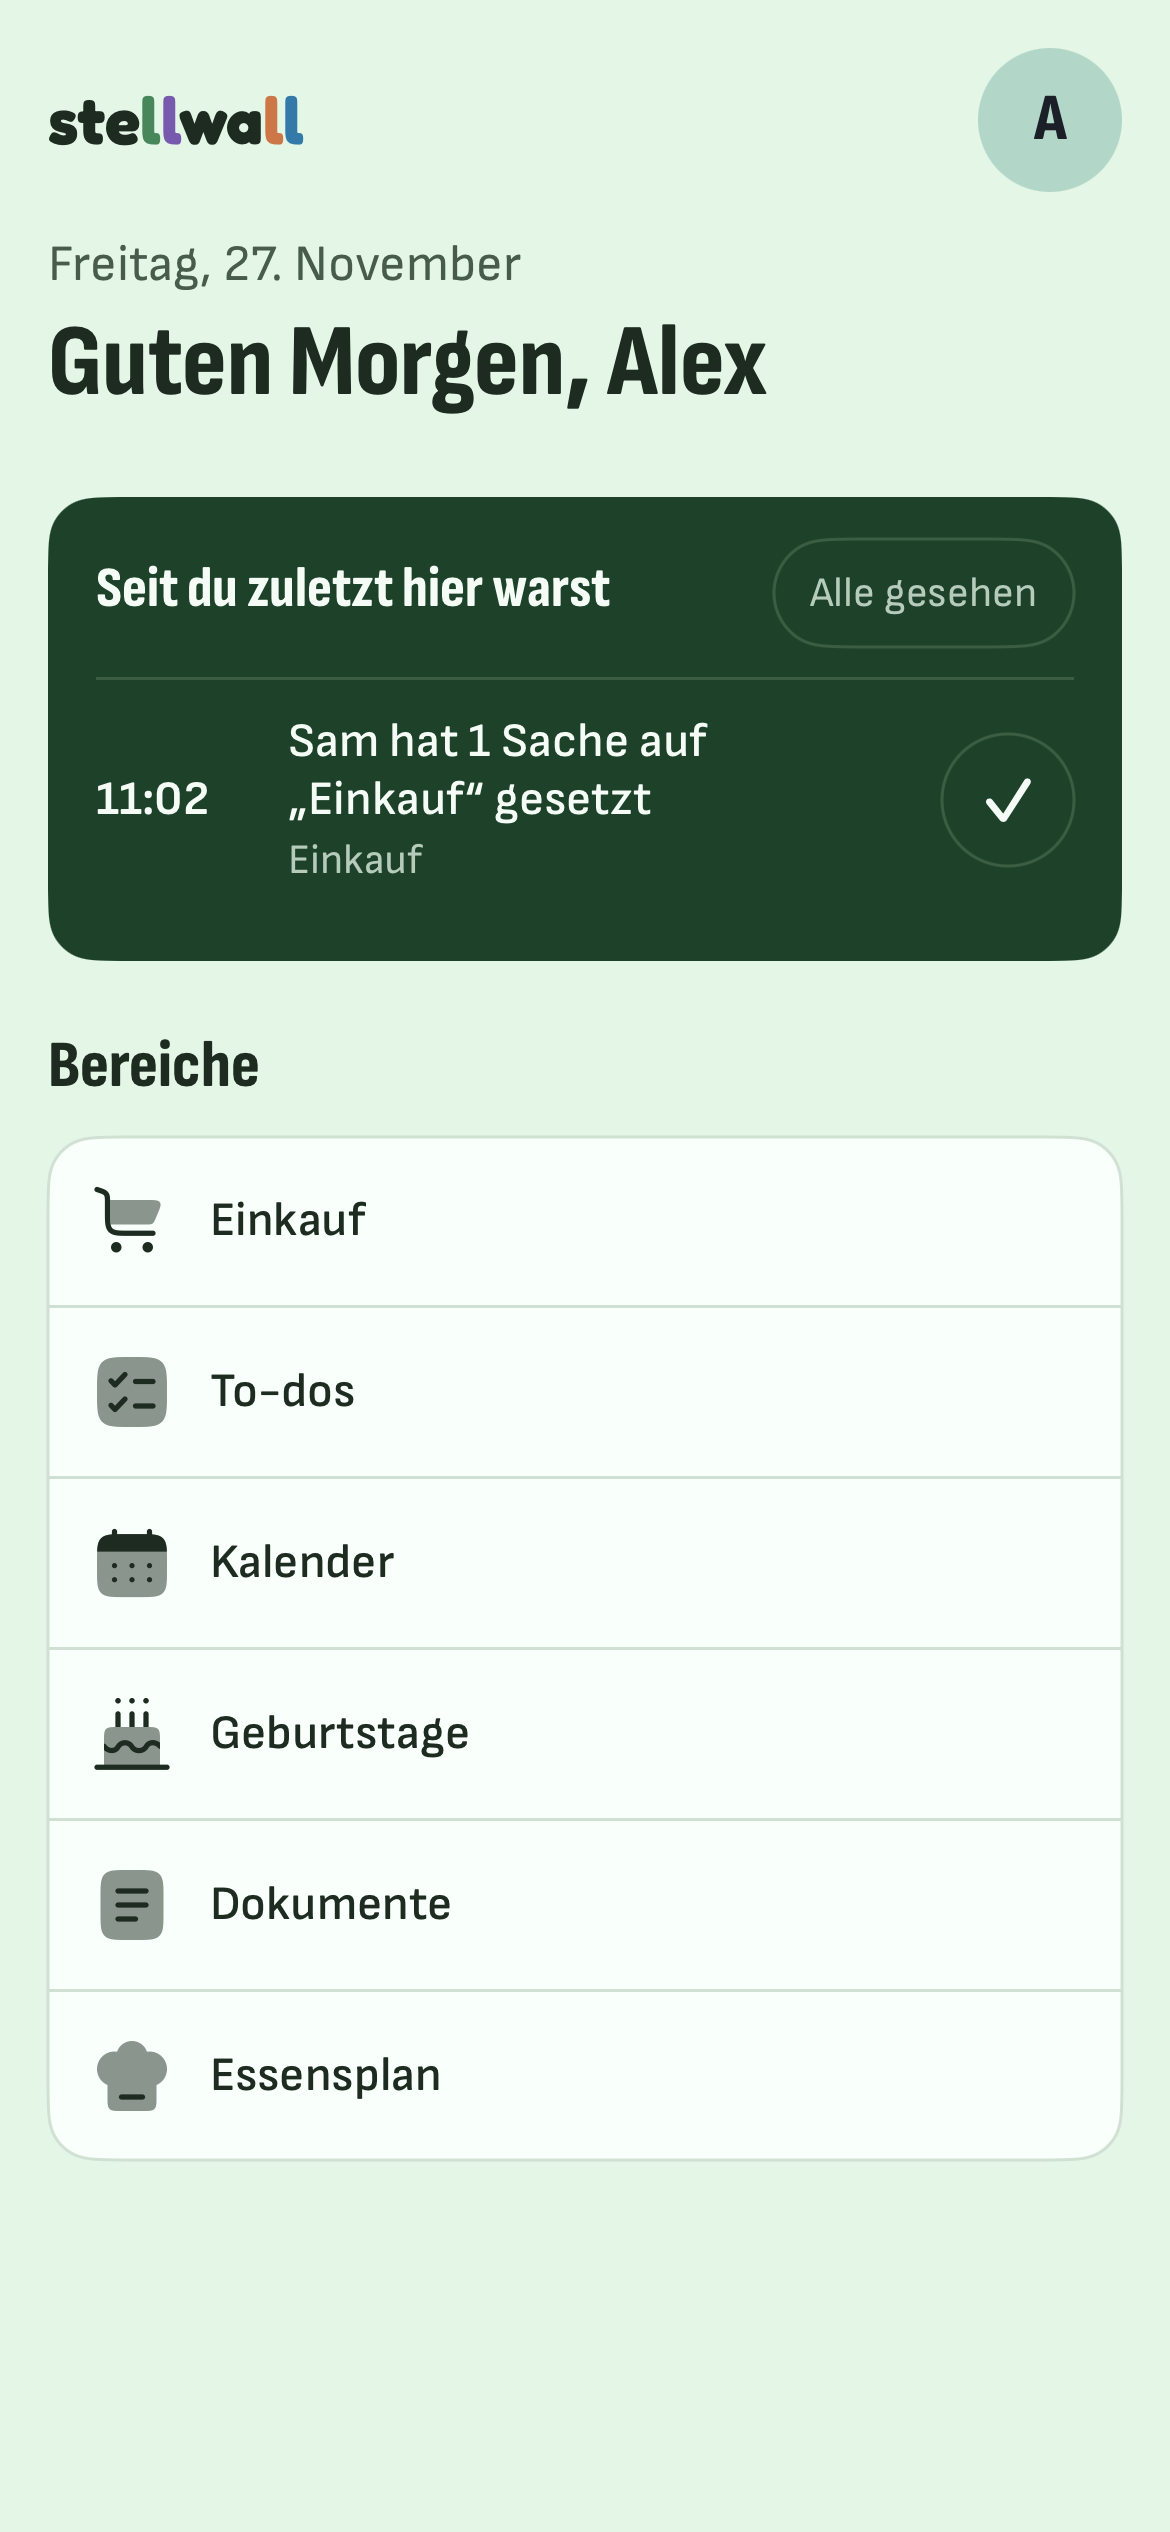 stellwall
A
Freitag, 27. November
Guten Morgen, Alex
Seit du zuletzt hier warst
Alle gesehen
11:02
Sam hat 1 Sache auf
„Einkauf“ gesetzt
Einkauf
Bereiche
Einkauf
To-dos
Kalender
Geburtstage
Dokumente
Essensplan